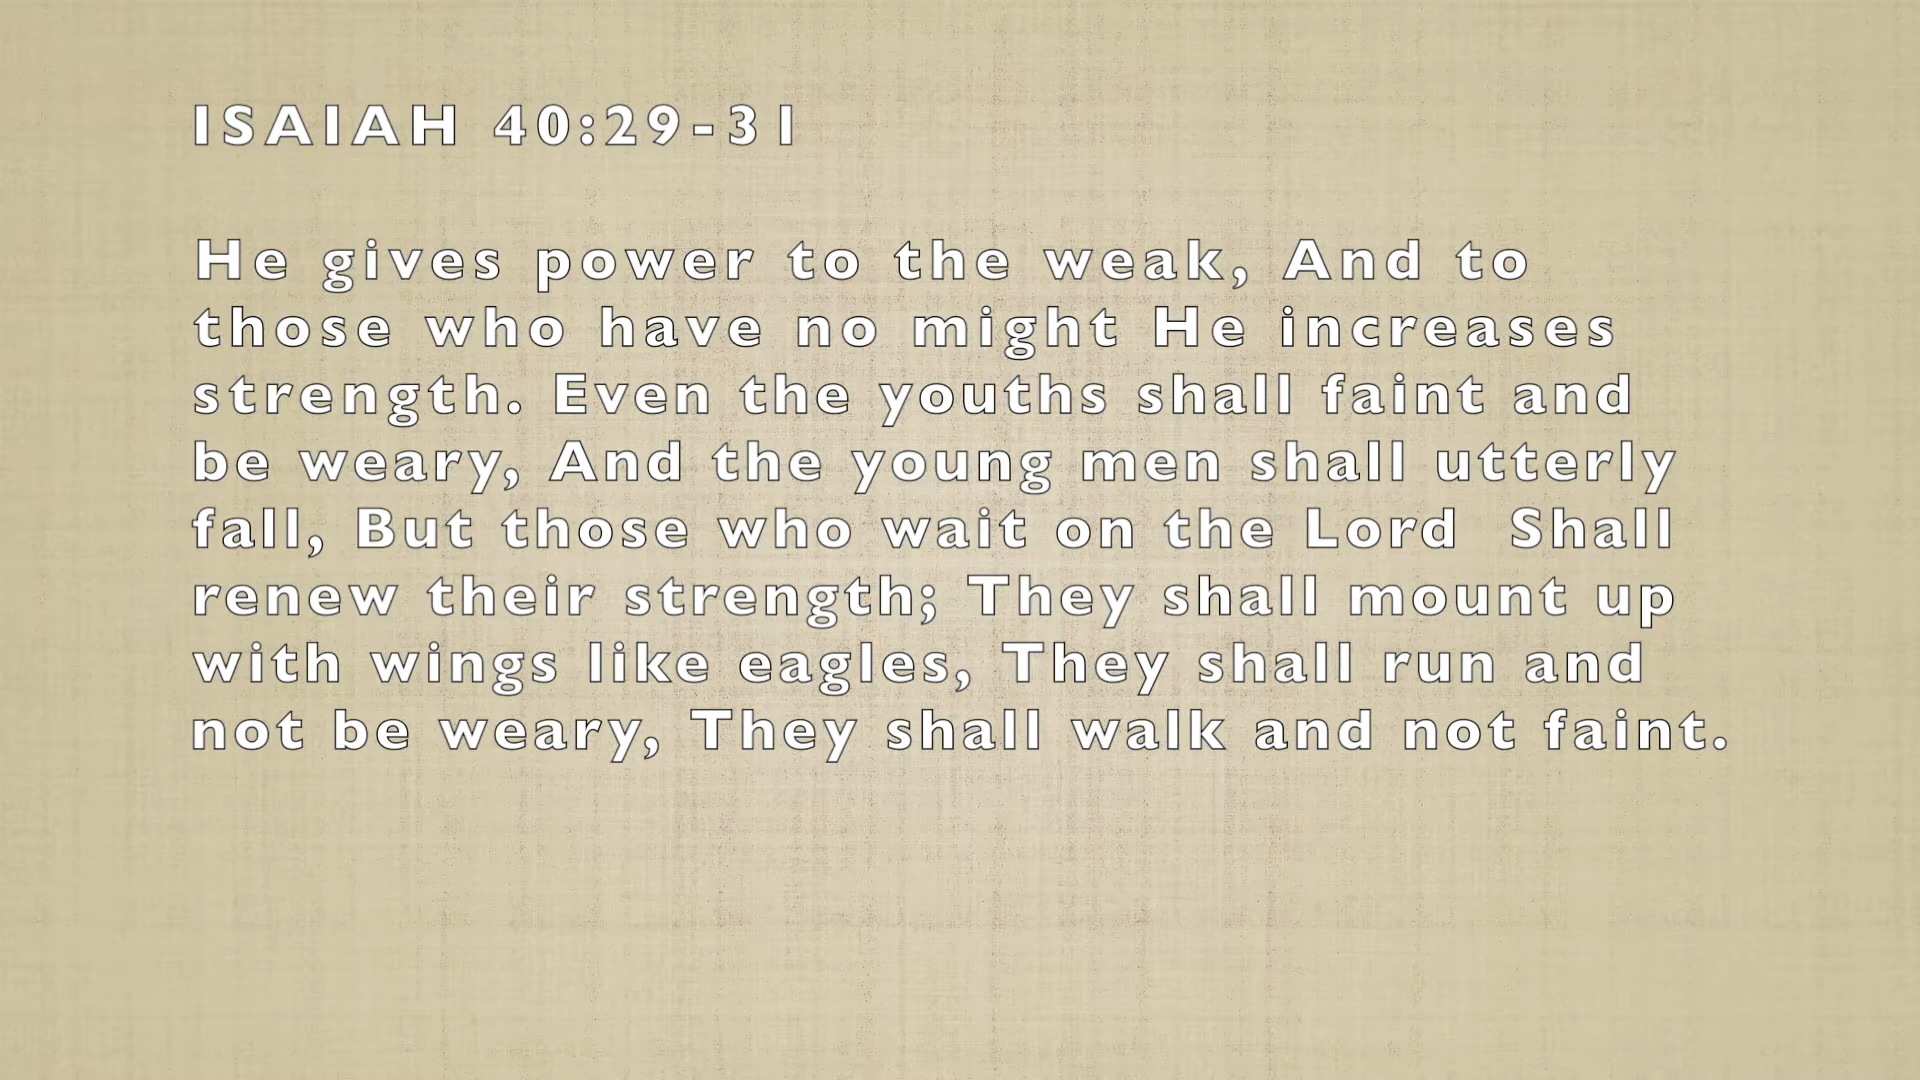 ISAIAH 40:29-31
He gives power to the weak, And to
those who have no might He increases
strength. Even the youths shall faint and
be weary, And the young men shall utterly
fall, But those who wait on the Lord  Shall
renew their strength; They shall mount up
with wings like eagles, They shall run and
not be weary, They shall walk and not faint.